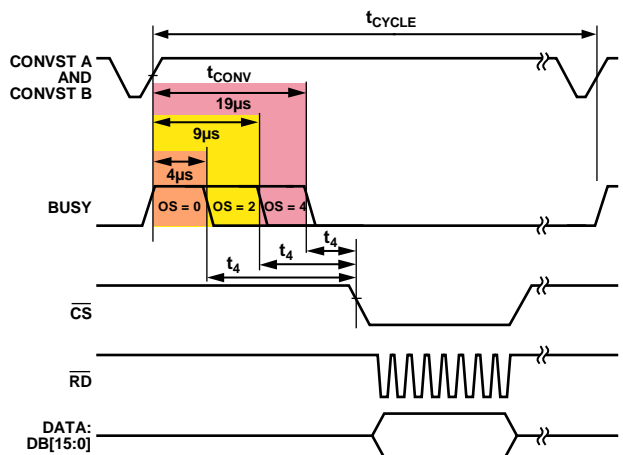 tCYCLE
CONVST A
AND
CONVST B
tCONV
19µs
9µs
4µs
BUSY
OS = 0
OS = 2
OS = 4
t4
t4
t4
CS
RD
DATA:
DB[15:0]